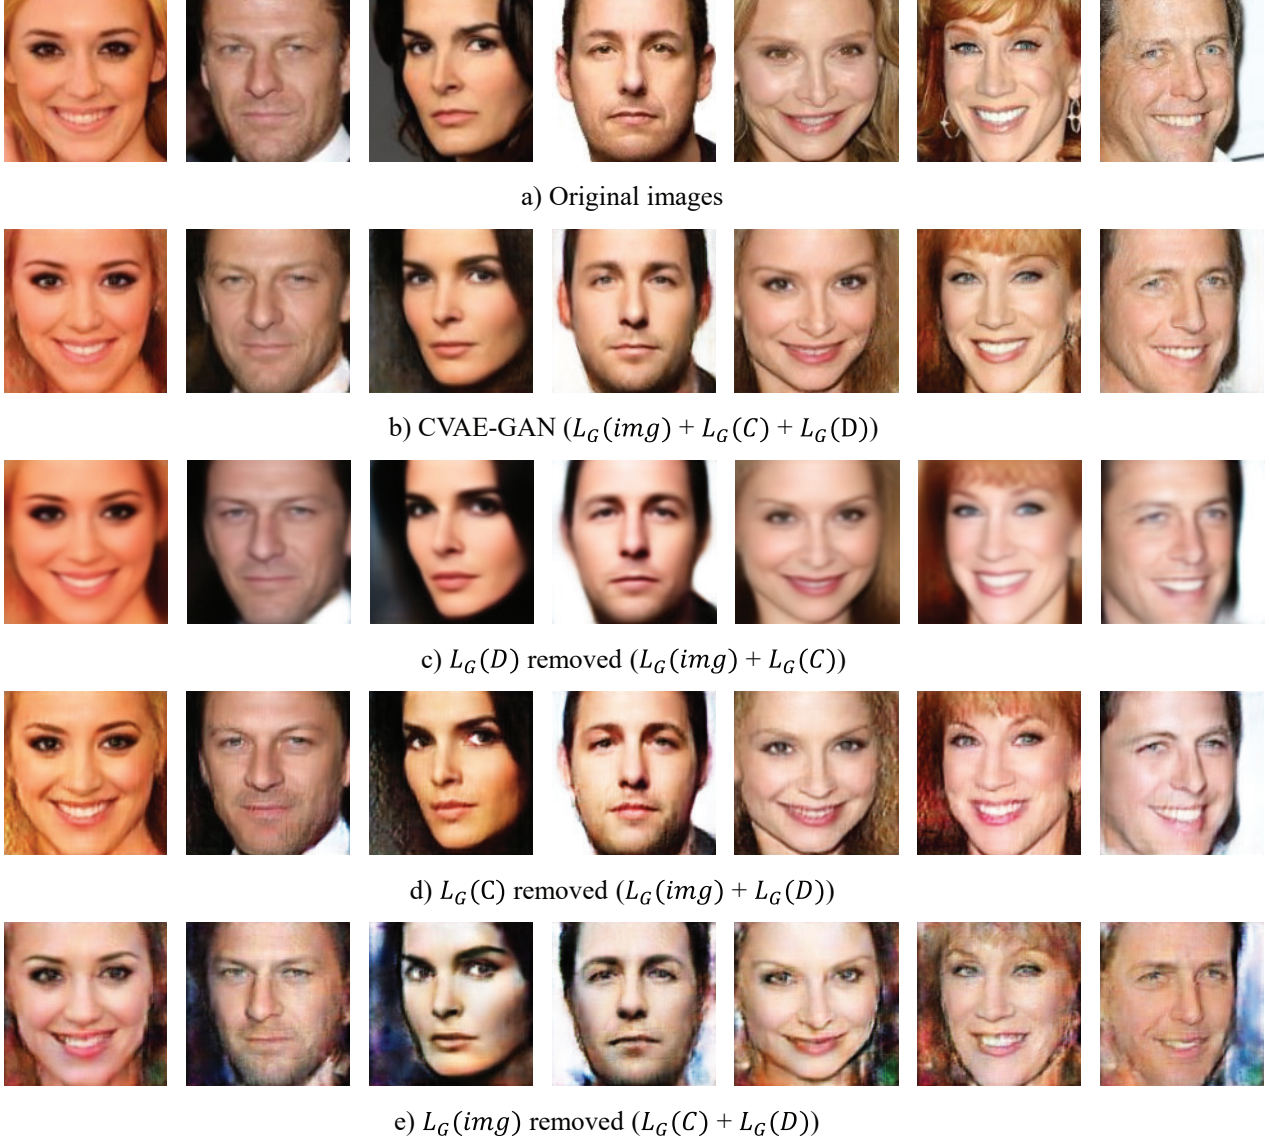 a) Original images
b) CVAE-GAN (𝐿_𝐺(𝑖𝑚𝑔) + 𝐿_𝐺(𝐶) + 𝐿_𝐺(D))
c) 𝐿_𝐺(𝐷) removed (𝐿_𝐺(𝑖𝑚𝑔) + 𝐿_𝐺(𝐶))
d) 𝐿_𝐺(C) removed (𝐿_𝐺(𝑖𝑚𝑔) + 𝐿_𝐺(𝐷))
e) 𝐿_𝐺(𝑖𝑚𝑔) removed (𝐿_𝐺(𝐶) + 𝐿_𝐺(𝐷))